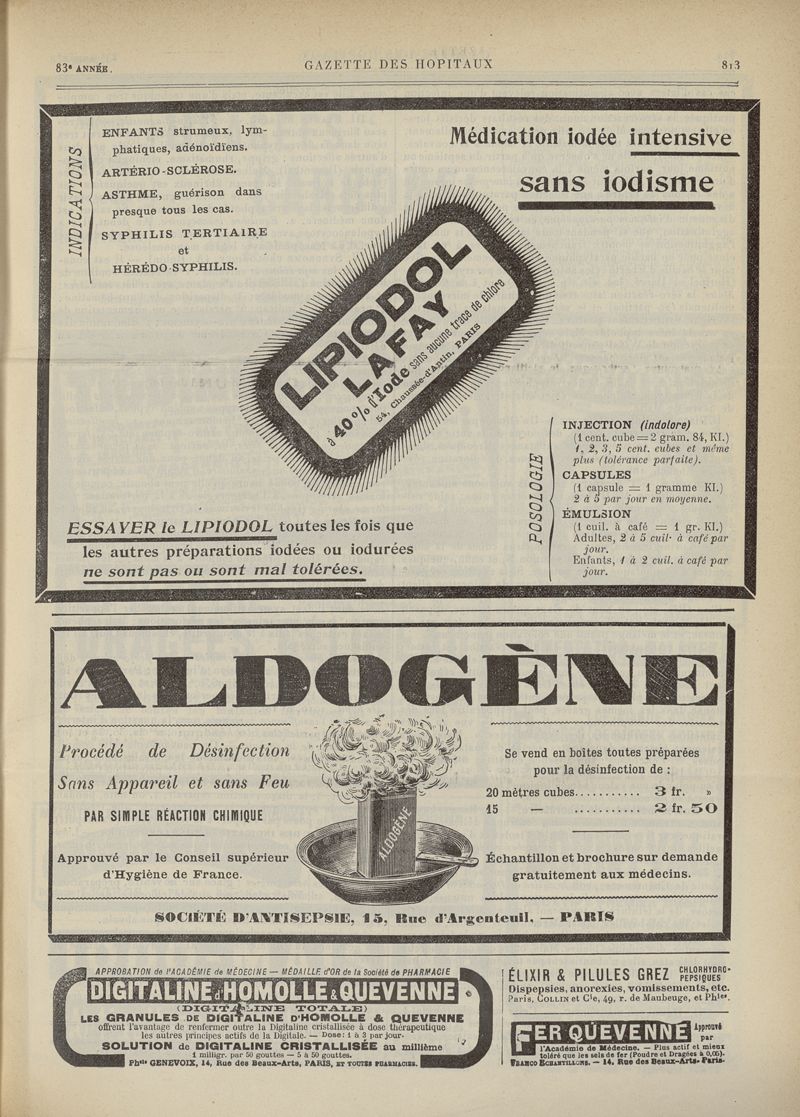 83e ANNÉE.
GAZETTE DES HOPITAUX
813
INDICATIONS
ENFANTS strumeux, lym-
phatiques, adénoïdïens.
ARTÉRIO-SCLÉROSE.
ASTHME, guérison dans
presque tous les cas.
SYPHILIS TERTIAIRE
et
HÉRÉDO-SYPHILIS.
Médication iodée intensive
sans iodisme
LIPIODOL
LAFAY
à 40% d'Iode sans aucune trace de chlore
54, Chaussée-d'Antin, PARIS
POSOLOGIE
INJECTION (indolore)
(1 cent. cube = 2 gram. 84, KI.)
1, 2, 3, 5 cent. cubes et même
plus (tolérance parfaite).
CAPSULES
(1 capsule = 1 gramme KI.)
2 à 5 par jour en moyenne.
ÉMULSION
(1 cuil. à café = 1 gr. KI.)
Adultes, 2 à 5 cuil. à café par
jour.
Enfants, 1 à 2 cuil. à café par
jour.
ESSAYER le LIPIODOL toutes les fois que
les autres préparations iodées ou iodurées
ne sont pas ou sont mal tolérées.
ALDOGÈNE
Procédé de Désinfection
Sans Appareil et sans Feu
PAR SIMPLE RÉACTION CHIMIQUE
Approuvé par le Conseil supérieur
d'Hygiène de France.
ALDOGÈNE
Se vend en boîtes toutes préparées
pour la désinfection de :
20 mètres cubes........... 3 fr. »
15 — ........... 2 fr. 50
Échantillon et brochure sur demande
gratuitement aux médecins.
SOCIÉTÉ D'ANTISEPSIE, 15, Rue d'Argenteuil, — PARIS
APPROBATION de l'ACADÉMIE de MÉDECINE — MÉDAILLE d'OR de la Société de PHARMACIE
DIGITALINE d'HOMOLLE & QUEVENNE
(DIGITALINE TOTALE)
LES GRANULES DE DIGITALINE D'HOMOLLE & QUEVENNE
offrent l'avantage de renfermer outre la Digitaline cristallisée à dose thérapeutique
les autres principes actifs de la Digitale. — DOSE: 1 à 3 par jour.
SOLUTION de DIGITALINE CRISTALLISÉE au millième
1 milligr. par 50 gouttes — 5 à 50 gouttes.
Phie GENEVOIX, 14, Rue des Beaux-Arts, PARIS, ET TOUTES PHARMACIES.
ÉLIXIR & PILULES GREZ CHLORHYDRO-
PEPSIQUES
Dispepsies, anorexies, vomissements, etc.
Paris, COLLIN et Cie, 49, r. de Maubeuge, et Phies.
FER QUEVENNE Approuvé
par
l'Académie de Médecine. — Plus actif et mieux
toléré que les sels de fer (Poudre et Dragées à 0,05).
FRANCO ÉCHANTILLONS. — 14, Rue des Beaux-Arts, Paris.